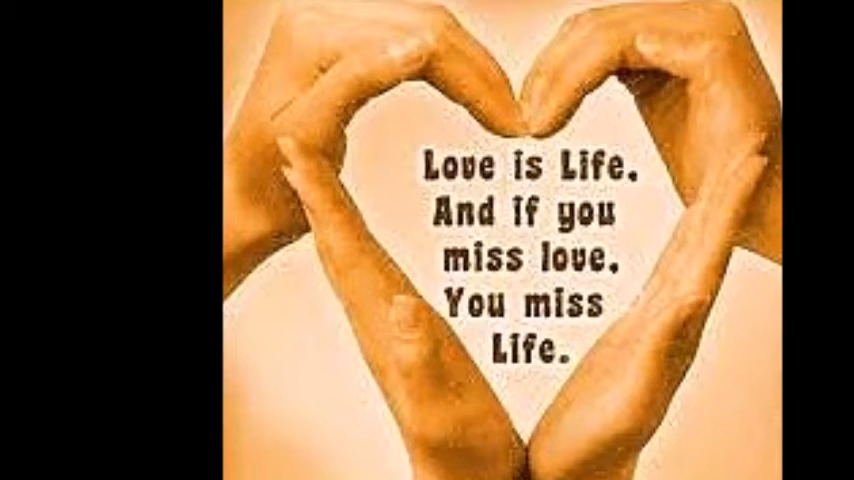 Love is Life.
And if you
miss love.
You miss
Life.